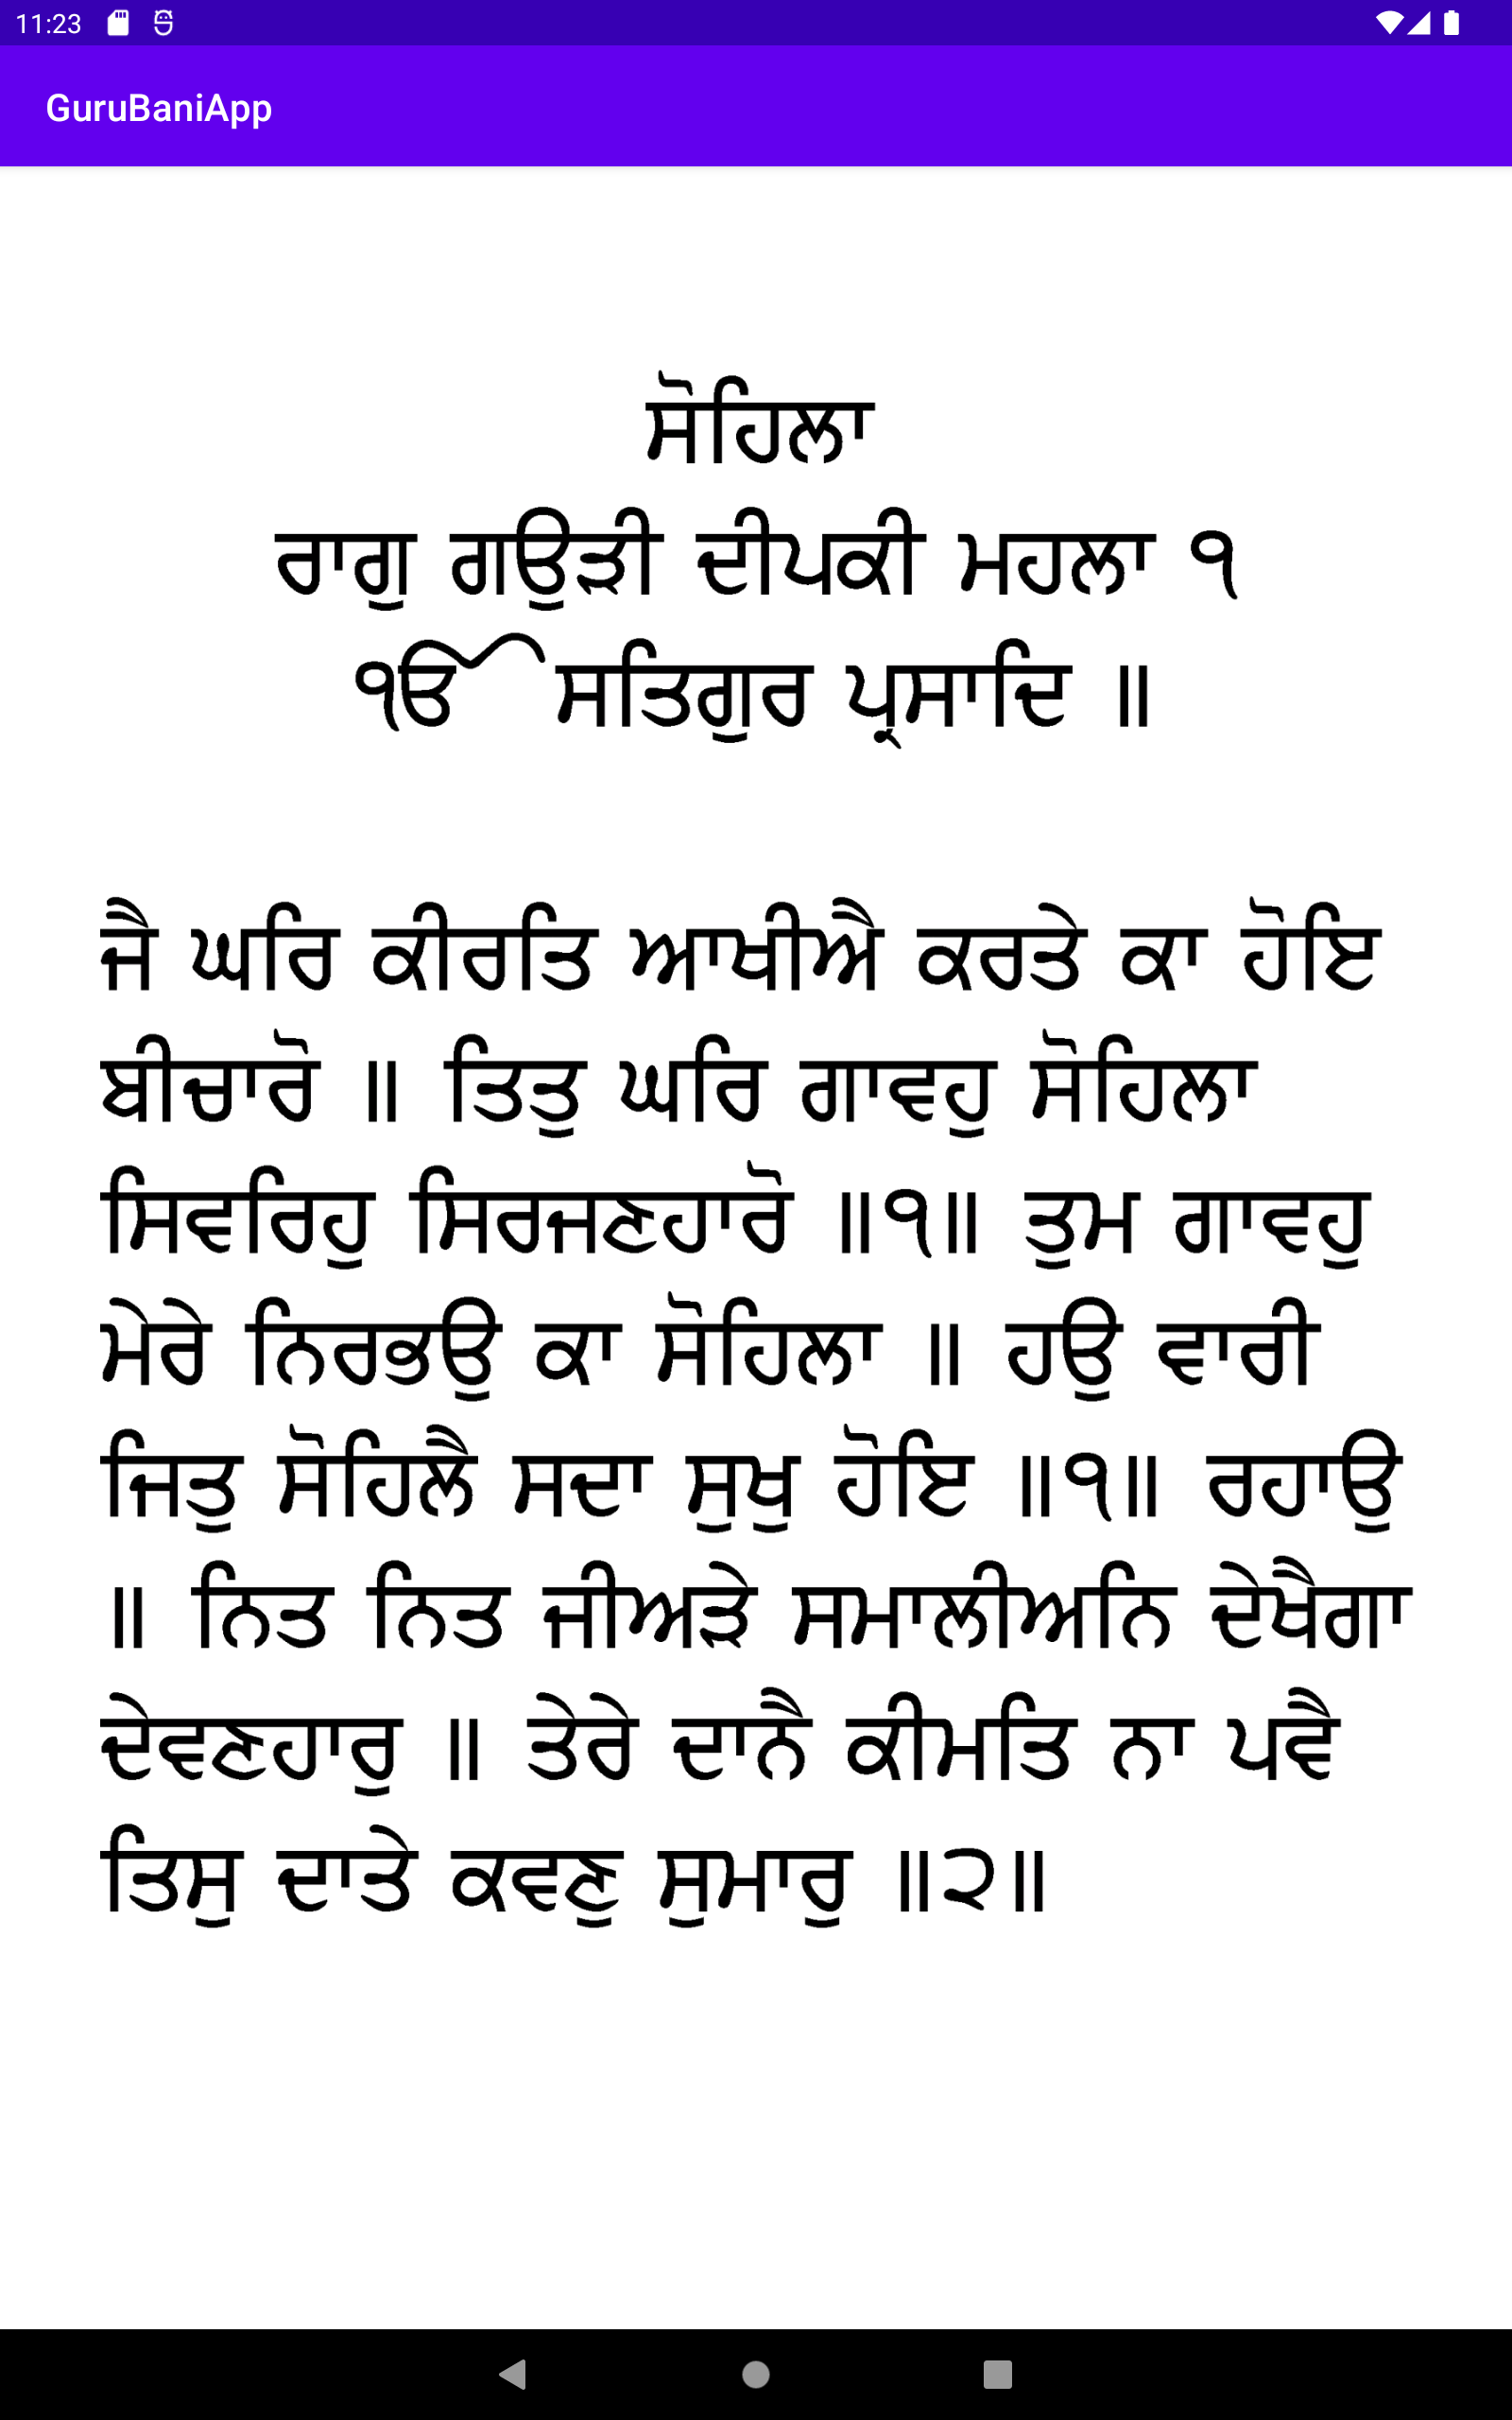 11:23
GuruBaniApp
ਸੋਹਿਲਾ
ਰਾਗੁ ਗਉੜੀ ਦੀਪਕੀ ਮਹਲਾ ੧
ੴ ਸਤਿਗੁਰ ਪ੍ਰਸਾਦਿ ॥
ਜੈ ਘਰਿ ਕੀਰਤਿ ਆਖੀਐ ਕਰਤੇ ਕਾ ਹੋਇ
ਬੀਚਾਰੋ ॥ ਤਿਤੁ ਘਰਿ ਗਾਵਹੁ ਸੋਹਿਲਾ
ਸਿਵਰਿਹੁ ਸਿਰਜਣਹਾਰੋ ॥੧॥ ਤੁਮ ਗਾਵਹੁ
ਮੇਰੇ ਨਿਰਭਉ ਕਾ ਸੋਹਿਲਾ ॥ ਹਉ ਵਾਰੀ
ਜਿਤੁ ਸੋਹਿਲੈ ਸਦਾ ਸੁਖੁ ਹੋਇ ॥੧॥ ਰਹਾਉ
॥ ਨਿਤ ਨਿਤ ਜੀਅੜੇ ਸਮਾਲੀਅਨਿ ਦੇਖੈਗਾ
ਦੇਵਣਹਾਰੁ ॥ ਤੇਰੇ ਦਾਨੈ ਕੀਮਤਿ ਨਾ ਪਵੈ
ਤਿਸੁ ਦਾਤੇ ਕਵਣੁ ਸੁਮਾਰੁ ॥੨॥